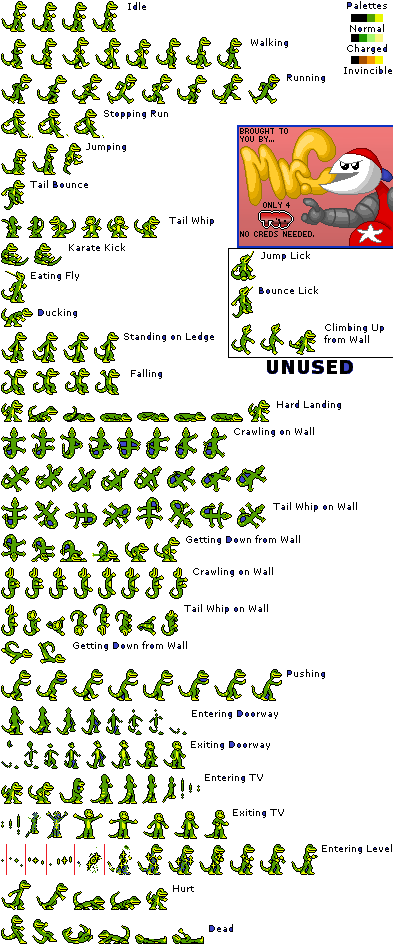 Idle
Palettes
Normal
Charged
Invincible
Walking
Running
Stopping Run
Jumping
BROUGHT TO
YOU BY...
Mr. C
ONLY 4
NO CREDS NEEDED.
Tail Bounce
Tail Whip
Karate Kick
Jump Lick
Eating Fly
Bounce Lick
Ducking
Climbing Up
from Wall
Standing on Ledge
UNUSED
Falling
Hard Landing
Crawling on Wall
Tail Whip on Wall
Getting Down from Wall
Crawling on Wall
Tail Whip on Wall
Getting Down from Wall
Pushing
Entering Doorway
Exiting Doorway
Entering TV
Exiting TV
Entering Level
Hurt
Dead